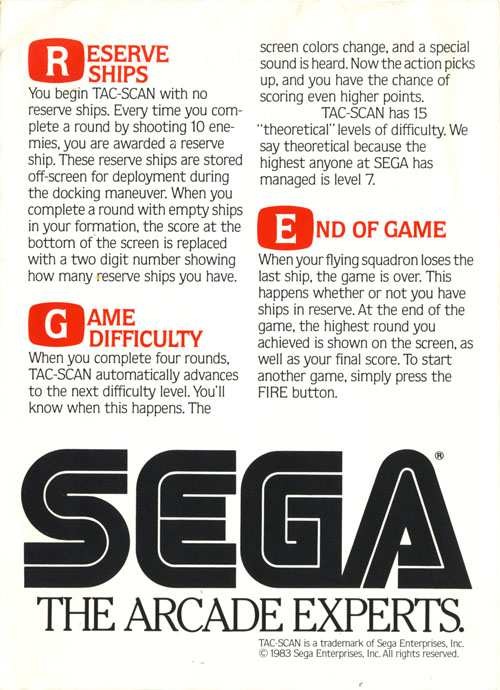 RESERVE
SHIPS
You begin TAC-SCAN with no
reserve ships. Every time you com-
plete a round by shooting 10 ene-
mies, you are awarded a reserve
ship. These reserve ships are stored
off-screen for deployment during
the docking maneuver. When you
complete a round with empty ships
in your formation, the score at the
bottom of the screen is replaced
with a two digit number showing
how many reserve ships you have.
GAME
DIFFICULTY
When you complete four rounds,
TAC-SCAN automatically advances
to the next difficulty level. You'll
know when this happens. The
screen colors change, and a special
sound is heard. Now the action picks
up, and you have the chance of
scoring even higher points.
TAC-SCAN has 15
"theoretical" levels of difficulty. We
say theoretical because the
highest anyone at SEGA has
managed is level 7.
END OF GAME
When your flying squadron loses the
last ship, the game is over. This
happens whether or not you have
ships in reserve. At the end of the
game, the highest round you
achieved is shown on the screen, as
well as your final score. To start
another game, simply press the
FIRE button.
SEGA®
THE ARCADE EXPERTS.
TAC-SCAN is a trademark of Sega Enterprises, Inc.
© 1983 Sega Enterprises, Inc. All rights reserved.